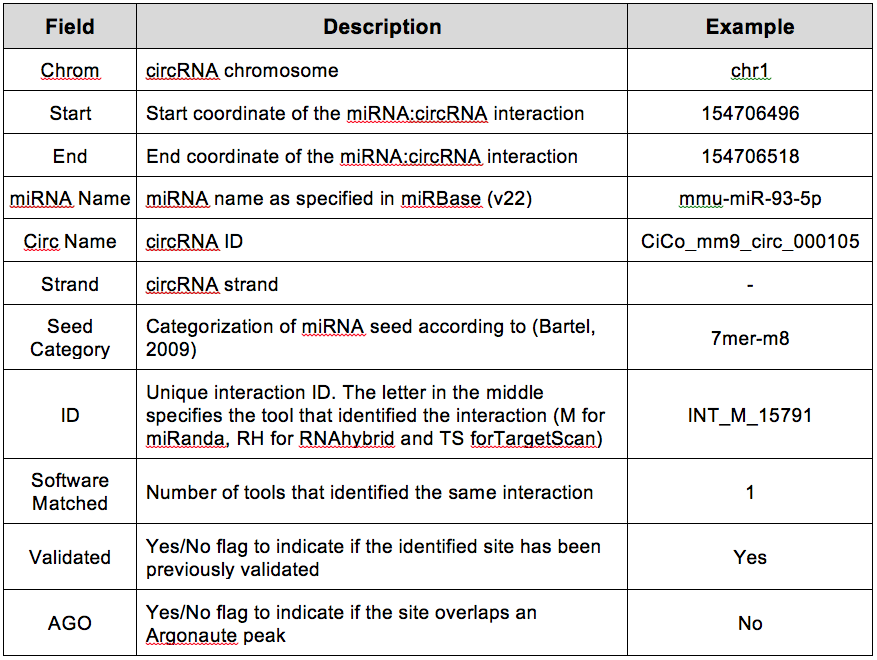 Field Description Example
Chrom circRNA chromosome chr1
Start Start coordinate of the miRNA:circRNA interaction 154706496
End End coordinate of the miRNA:circRNA interaction 154706518
miRNA Name miRNA name as specified in miRBase (v22) mmu-miR-93-5p
Circ Name circRNA ID CiCo_mm9_circ_000105
Strand circRNA strand -
Seed
Category
Categorization of miRNA seed according to (Bartel,
2009)
7mer-m8
ID
Unique interaction ID. The letter in the middle
specifies the tool that identified the interaction (M for
miRanda, RH for RNAhybrid and TS forTargetScan)
INT_M_15791
Software
Matched
Number of tools that identified the same interaction
1
Validated
Yes/No flag to indicate if the identified site has been
previously validated
Yes
AGO
Yes/No flag to indicate if the site overlaps an
Argonaute peak
No